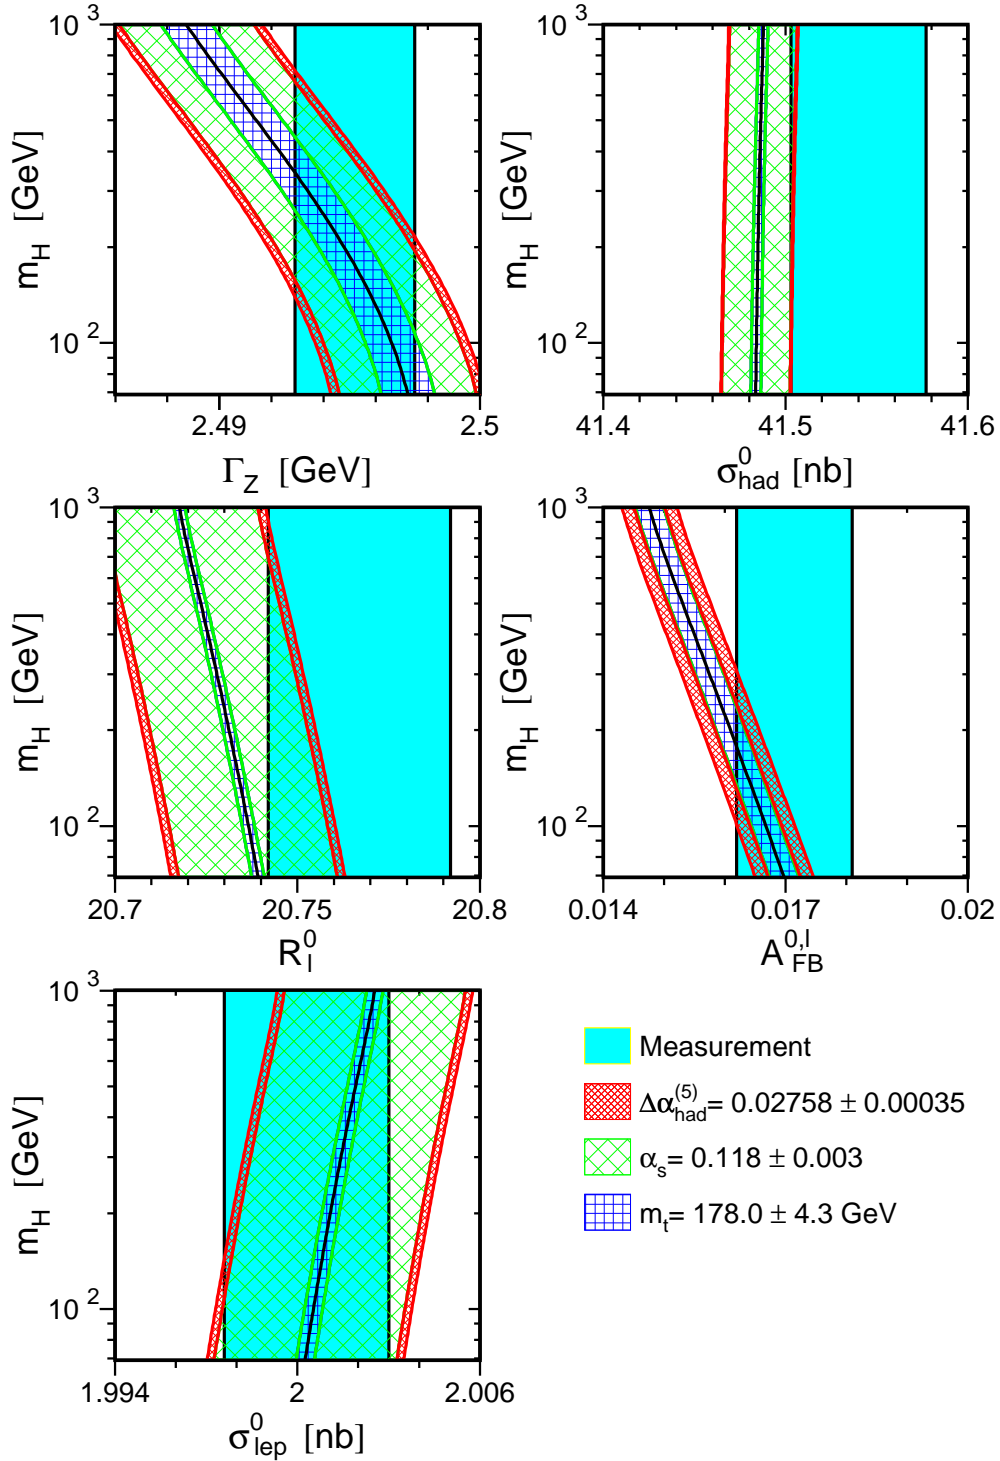 10³
10²
m_H [GeV]
2.49
2.5
Γ_Z [GeV]
10³
10²
m_H [GeV]
41.4
41.5
41.6
σ⁰_had [nb]
10³
10²
m_H [GeV]
20.7
20.75
20.8
R⁰_l
10³
10²
m_H [GeV]
0.014
0.017
0.02
A^{0,l}_FB
10³
10²
m_H [GeV]
1.994
2
2.006
σ⁰_lep [nb]
Measurement
Δα^{(5)}_had= 0.02758 ± 0.00035
α_s= 0.118 ± 0.003
m_t= 178.0 ± 4.3 GeV